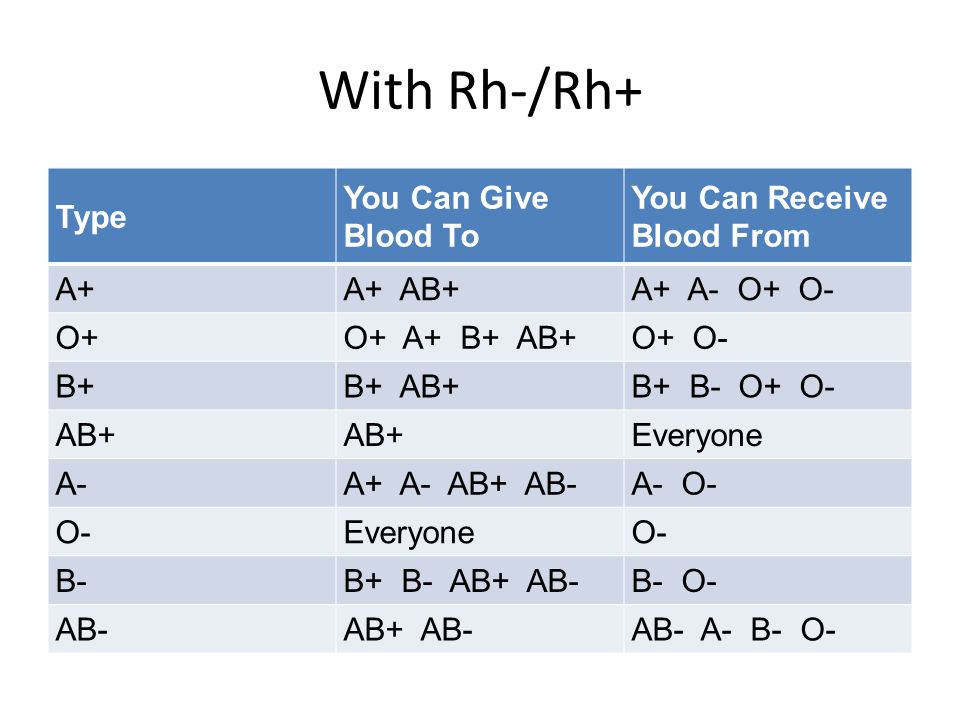 With Rh-/Rh+
Type You Can Give Blood To You Can Receive Blood From
A+ A+ AB+ A+ A- O+ O-
O+ O+ A+ B+ AB+ O+ O-
B+ B+ AB+ B+ B- O+ O-
AB+ AB+ Everyone
A- A+ A- AB+ AB- A- O-
O- Everyone O-
B- B+ B- AB+ AB- B- O-
AB- AB+ AB- AB- A- B- O-